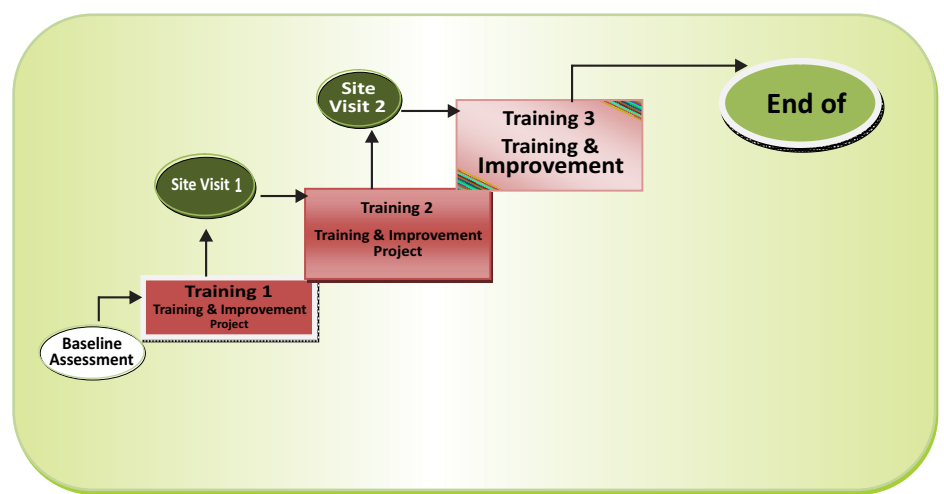 Baseline
Assessment
Training 1
Training & Improvement
Project
Site Visit 1
Training 2
Training & Improvement
Project
Site
Visit 2
Training 3
Training &
Improvement
End of